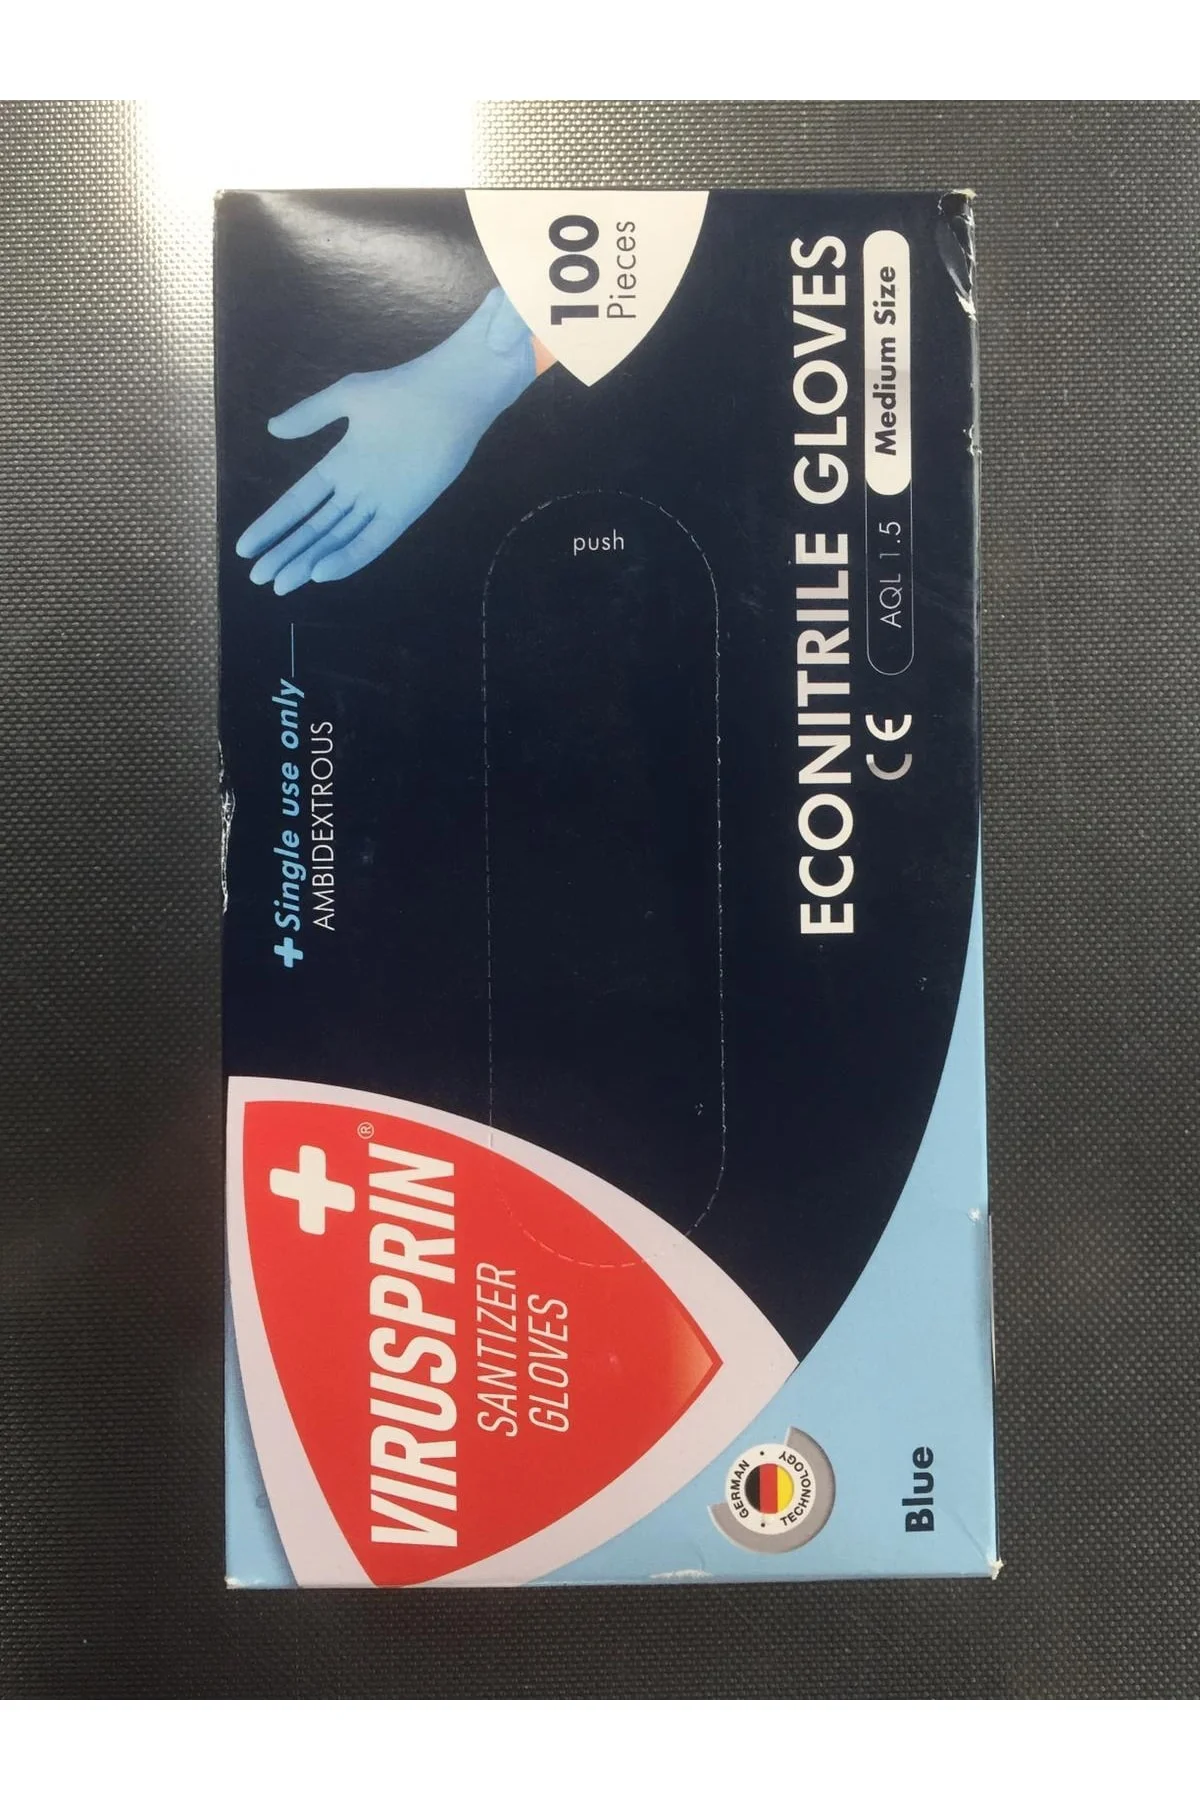 +Single use only
AMBIDEXTROUS
100
Pieces
push
VIRUSPRIN®
SANTIZER
GLOVES
ECONITRILE GLOVES
CE
AQL 1.5
Medium Size
GERMAN
TECHNOLOGY
Blue